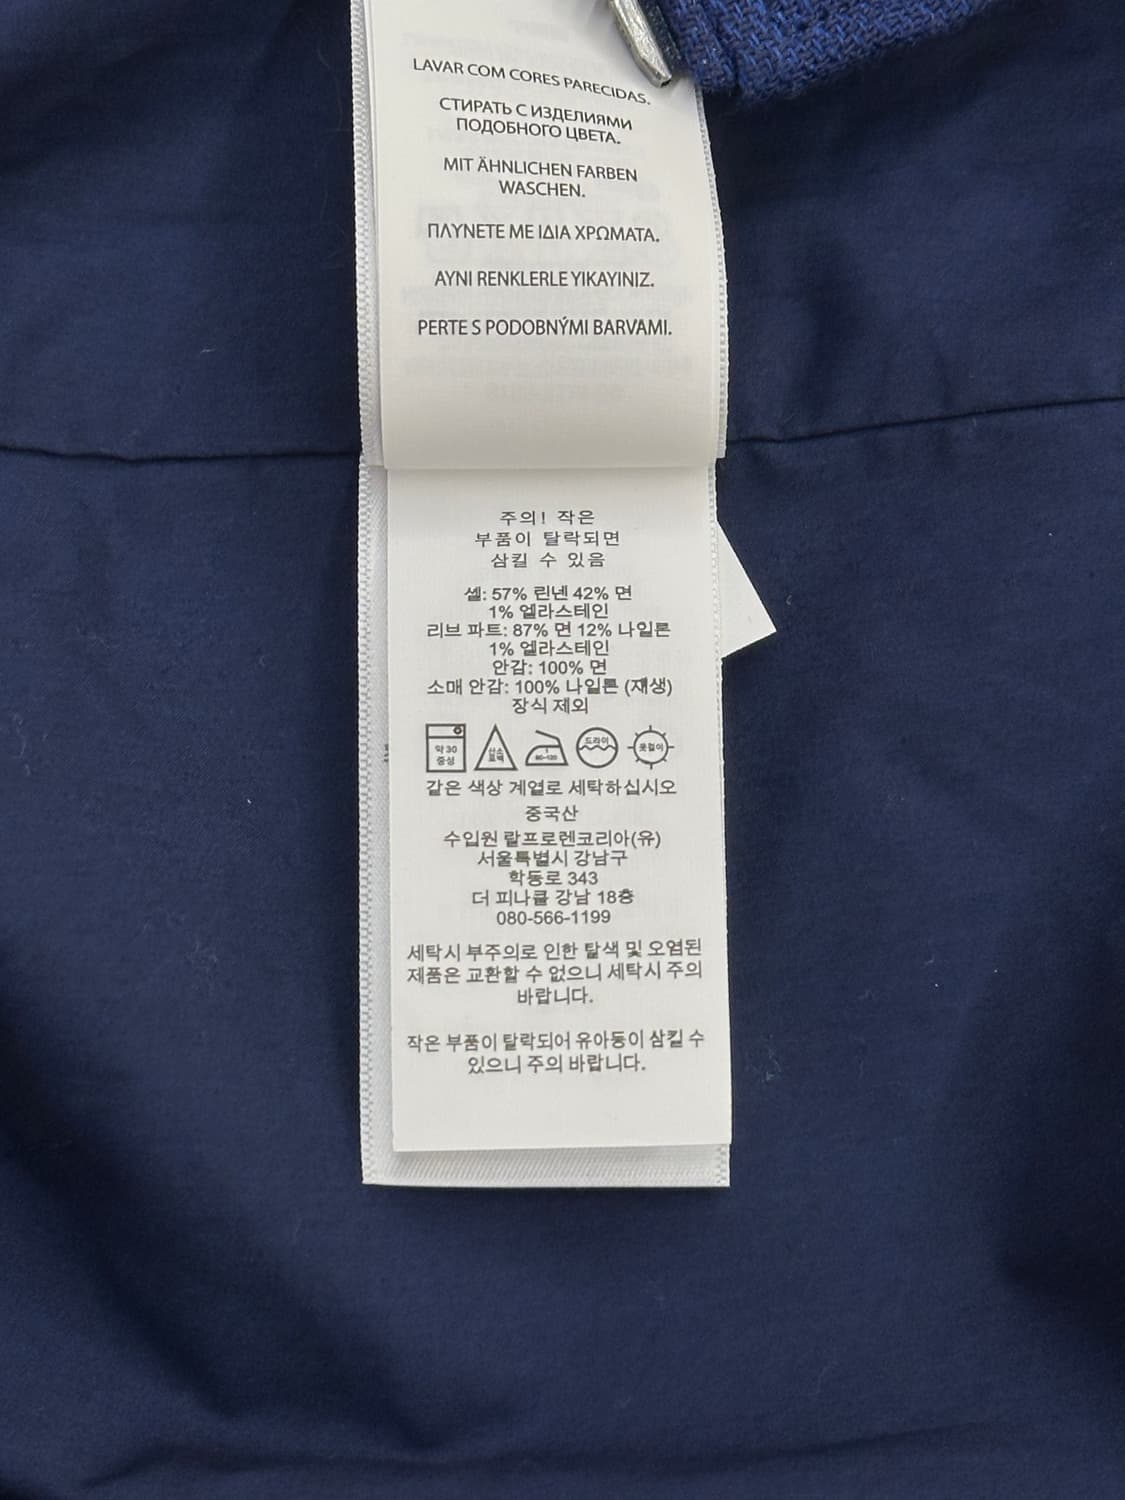 LAVAR COM CORES PARECIDAS.
СТИРАТЬ С ИЗДЕЛИЯМИ
ПОДОБНОГО ЦВЕТА.
MIT ÄHNLICHEN FARBEN
WASCHEN.
ΠΛΥΝΕΤΕ ΜΕ ΙΔΙΑ ΧΡΩΜΑΤΑ.
AYNI RENKLERLE YIKAYINIZ.
PERTE S PODOBNÝMI BARVAMI.
주의! 작은
부품이 탈락되면
삼킬 수 있음
셸: 57% 린넨 42% 면
1% 엘라스테인
리브 파트: 87% 면 12% 나일론
1% 엘라스테인
안감: 100% 면
소매 안감: 100% 나일론 (재생)
장식 제외
약 30
중성
산소
표백
80-120
드라이
옷걸이
같은 색상 계열로 세탁하십시오
중국산
수입원 랄프로렌코리아(유)
서울특별시 강남구
학동로 343
더 피나클 강남 18층
080-566-1199
세탁시 부주의로 인한 탈색 및 오염된
제품은 교환할 수 없으니 세탁시 주의
바랍니다.
작은 부품이 탈락되어 유아등이 삼킬 수
있으니 주의 바랍니다.